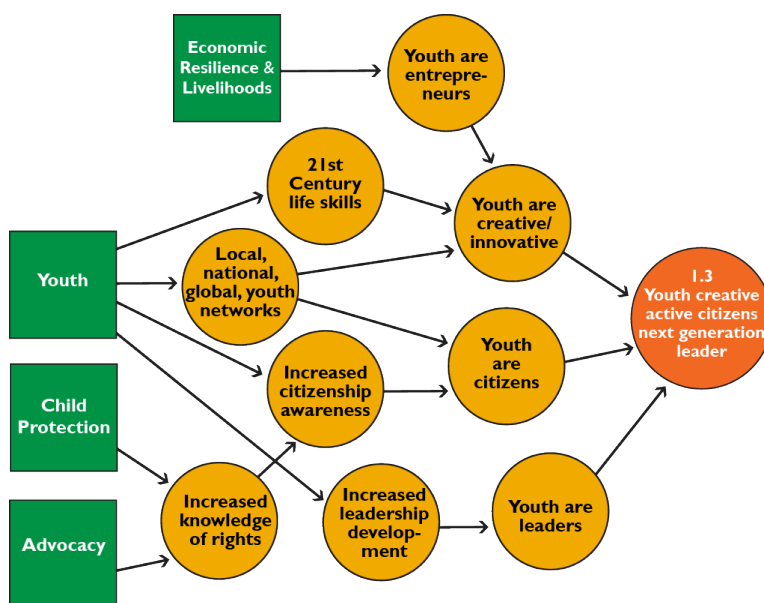 Economic
Resilience &
Livelihoods
Youth are
entrepre-
neurs
21st
Century
life skills
Youth are
creative/
innovative
Youth
Local,
national,
global, youth
networks
1.3
Youth creative
active citizens
next generation
leader
Youth
are
citizens
Increased
citizenship
awareness
Child
Protection
Increased
knowledge
of rights
Increased
leadership
develop-
ment
Youth are
leaders
Advocacy